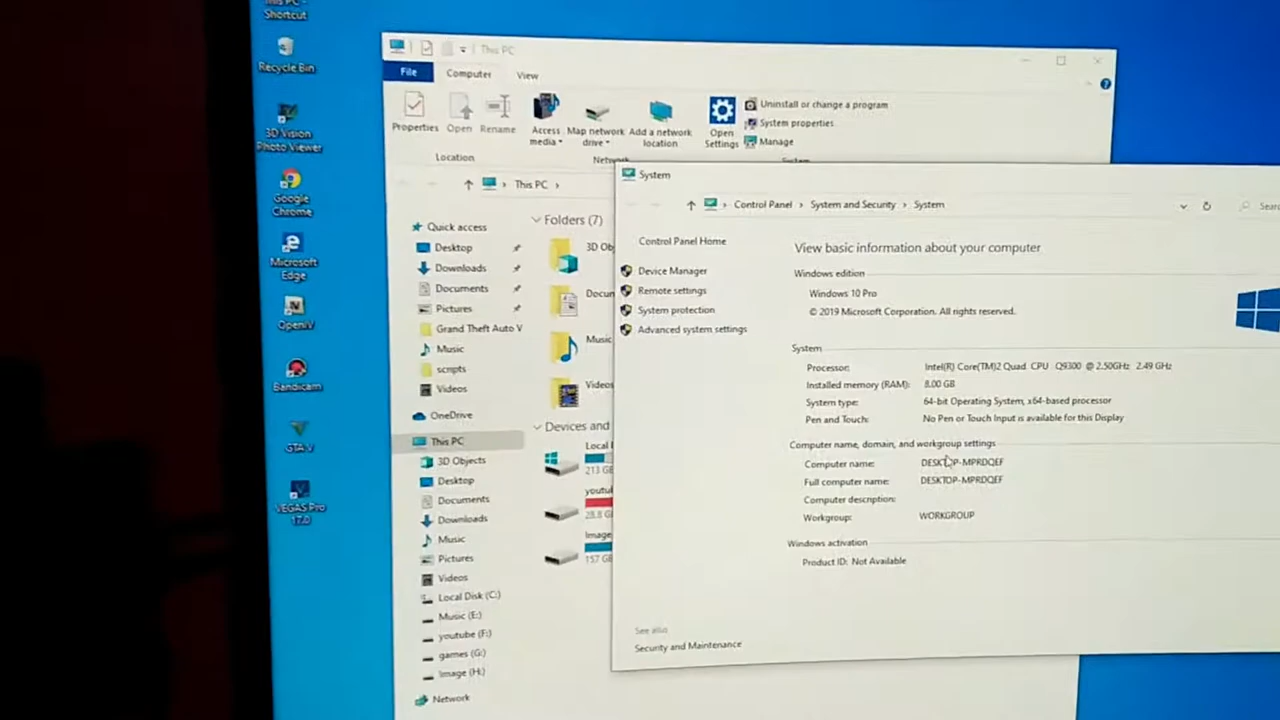 This PC -
Shortcut
Recycle Bin
3D Vision
Photo Viewer
Google
Chrome
Microsoft
Edge
OpenIV
Bandicam
GTA V
VEGAS Pro
17.0
This PC
File
Computer
View
Properties
Open
Rename
Access
media
Map network
drive
Add a network
location
Open
Settings
Uninstall or change a program
System properties
Manage
Location
System
This PC
Quick access
Desktop
Downloads
Documents
Pictures
Grand Theft Auto V
Music
scripts
Videos
OneDrive
This PC
3D Objects
Desktop
Documents
Downloads
Music
Pictures
Videos
Local Disk (C:)
Music (E:)
youtube (F:)
games (G:)
Image (H:)
Network
Folders (7)
3D Ob
Docun
Music
Videos
Devices and
Local
213 GB
youtu
28.8 G
Image
157 GB
System
Control Panel > System and Security > System
Sear
Control Panel Home
Device Manager
Remote settings
System protection
Advanced system settings
View basic information about your computer
Windows edition
Windows 10 Pro
© 2019 Microsoft Corporation. All rights reserved.
System
Processor: Intel(R) Core(TM)2 Quad CPU Q9300 @ 2.50GHz 2.49 GHz
Installed memory (RAM): 8.00 GB
System type: 64-bit Operating System, x64-based processor
Pen and Touch: No Pen or Touch Input is available for this Display
Computer name, domain, and workgroup settings
Computer name: DESKTOP-MPRDQEF
Full computer name: DESKTOP-MPRDQEF
Computer description:
Workgroup: WORKGROUP
Windows activation
Product ID: Not Available
See also
Security and Maintenance